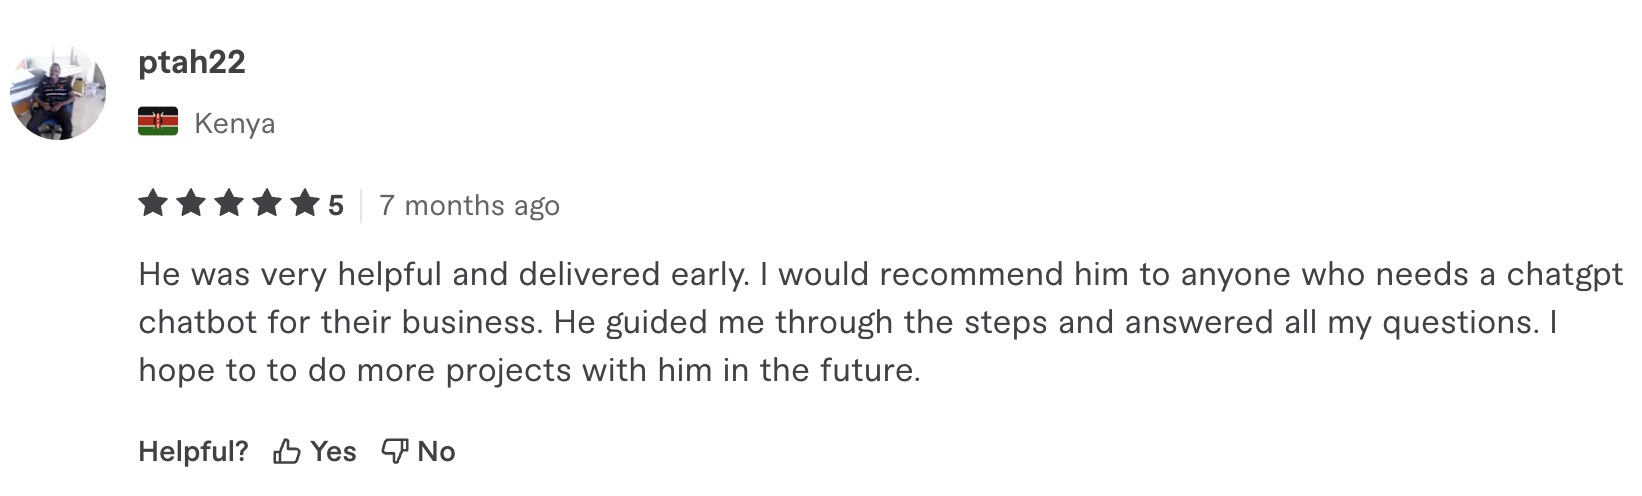 ptah22
Kenya
5 7 months ago
He was very helpful and delivered early. I would recommend him to anyone who needs a chatgpt
chatbot for their business. He guided me through the steps and answered all my questions. I
hope to to do more projects with him in the future.
Helpful? Yes No